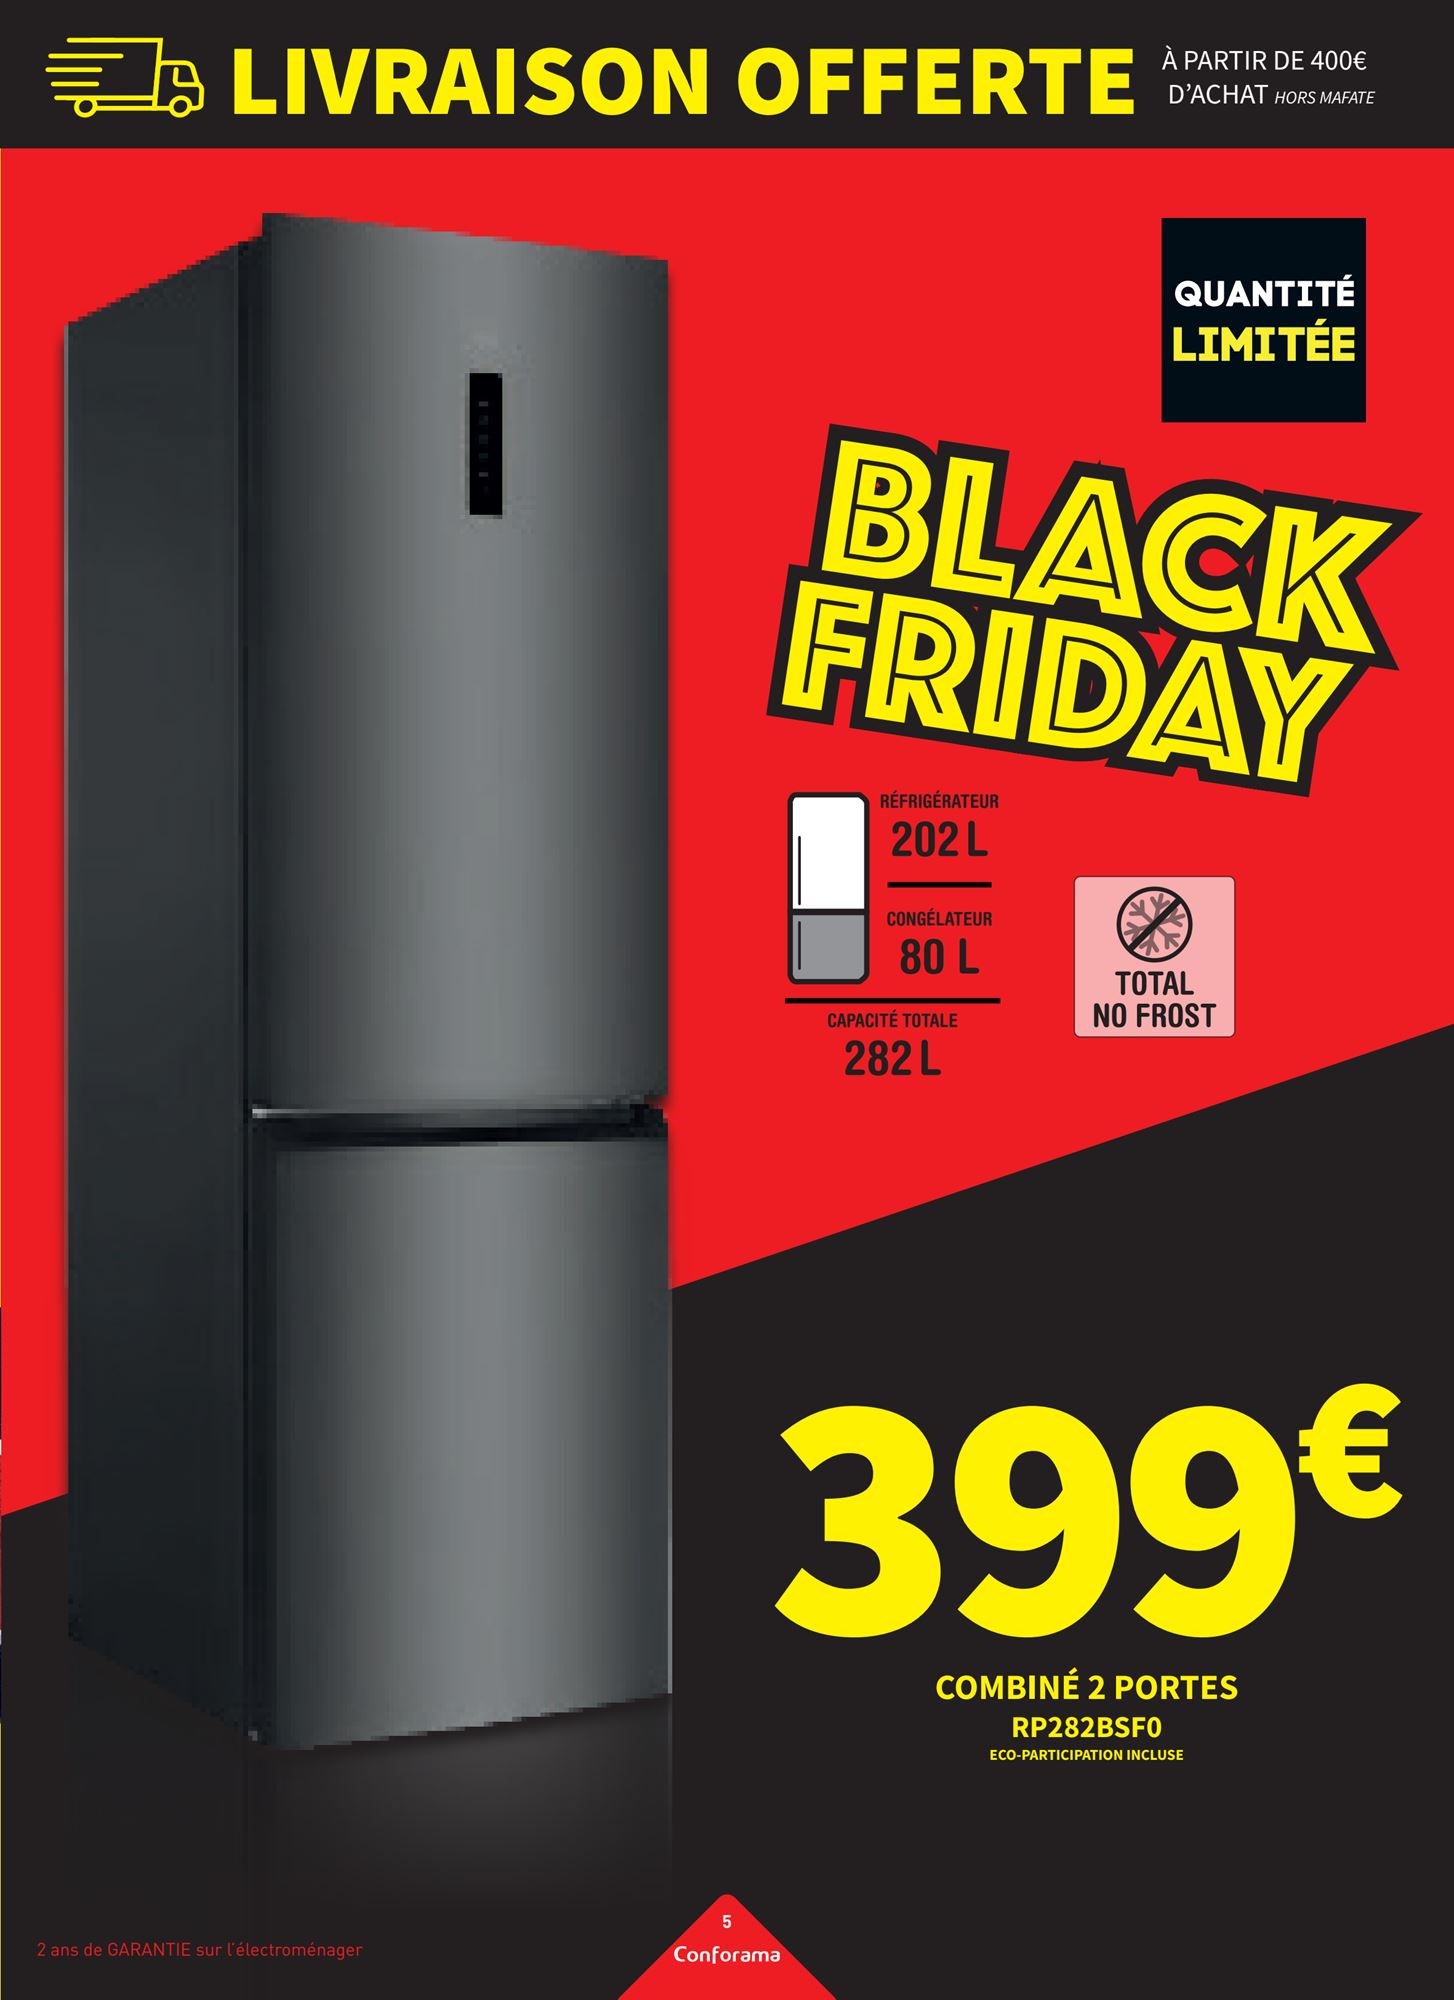 LIVRAISON OFFERTE
À PARTIR DE 400€
D'ACHAT HORS MAFATE
QUANTITÉ
LIMITÉE
BLACK
FRIDAY
RÉFRIGÉRATEUR
202 L
CONGÉLATEUR
80 L
CAPACITÉ TOTALE
282 L
TOTAL
NO FROST
399€
COMBINÉ 2 PORTES
RP282BSF0
ECO-PARTICIPATION INCLUSE
2 ans de GARANTIE sur l'électroménager
5
Conforama